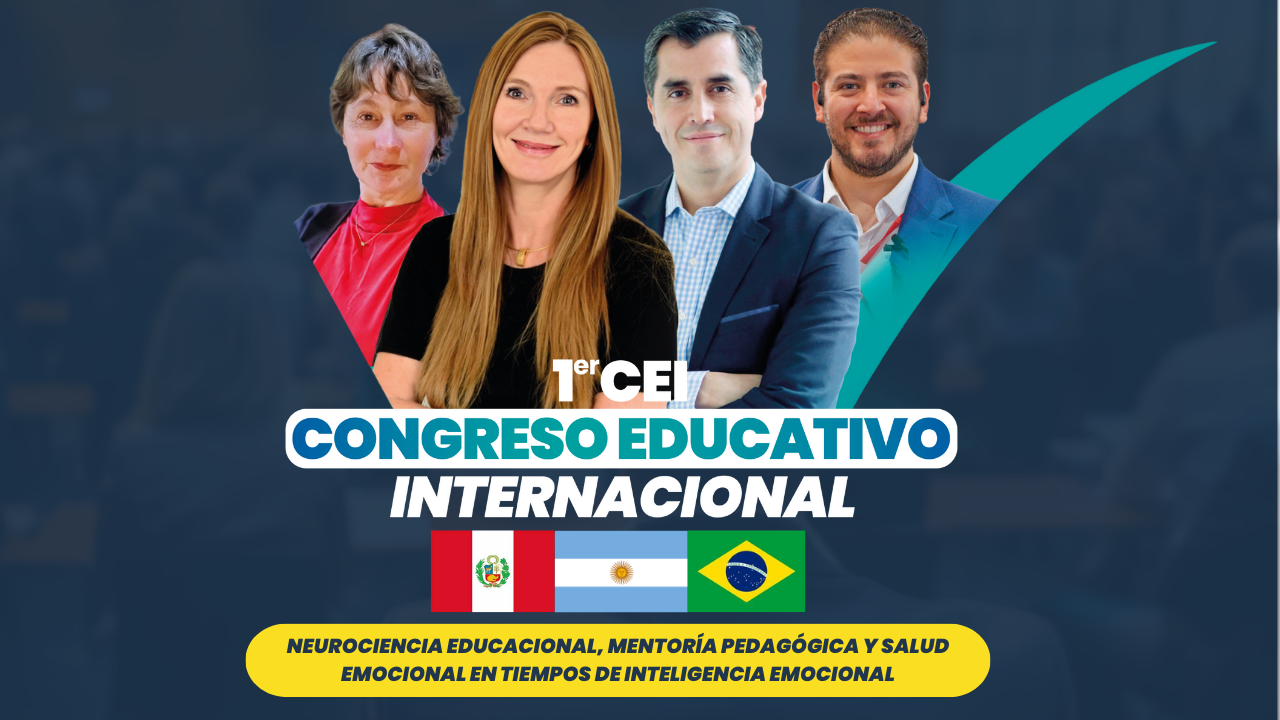 1er CEI
CONGRESO EDUCATIVO
INTERNACIONAL
NEUROCIENCIA EDUCACIONAL, MENTORÍA PEDAGÓGICA Y SALUD
EMOCIONAL EN TIEMPOS DE INTELIGENCIA EMOCIONAL